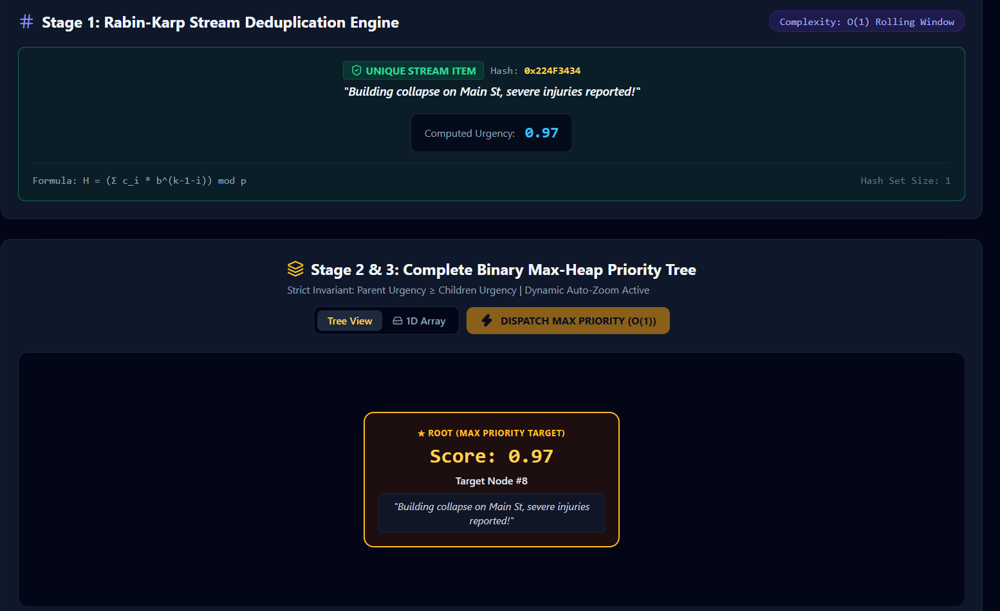 Stage 1: Rabin-Karp Stream Deduplication Engine
Complexity: O(1) Rolling Window
UNIQUE STREAM ITEM Hash: 0x224F3434
"Building collapse on Main St, severe injuries reported!"
Computed Urgency: 0.97
Formula: H = (Σ c_i * b^(k-1-i)) mod p
Hash Set Size: 1
Stage 2 & 3: Complete Binary Max-Heap Priority Tree
Strict Invariant: Parent Urgency ≥ Children Urgency | Dynamic Auto-Zoom Active
Tree View 1D Array DISPATCH MAX PRIORITY (O(1))
★ ROOT (MAX PRIORITY TARGET)
Score: 0.97
Target Node #8
"Building collapse on Main St, severe injuries
reported!"